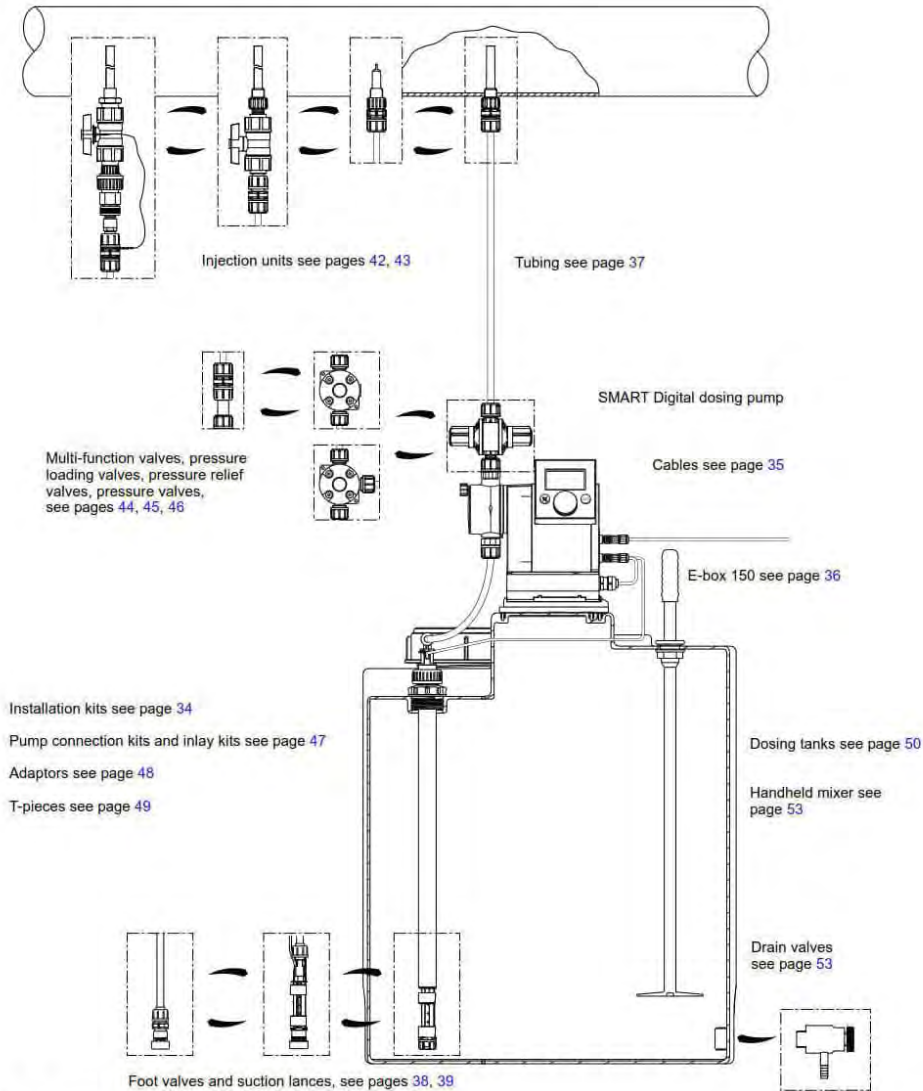 Injection units see pages 42, 43
Tubing see page 37
SMART Digital dosing pump
Multi-function valves, pressure
loading valves, pressure relief
valves, pressure valves,
see pages 44, 45, 46
Cables see page 35
E-box 150 see page 36
Installation kits see page 34
Pump connection kits and inlay kits see page 47
Adaptors see page 48
T-pieces see page 49
Dosing tanks see page 50
Handheld mixer see
page 53
Drain valves
see page 53
Foot valves and suction lances, see pages 38, 39